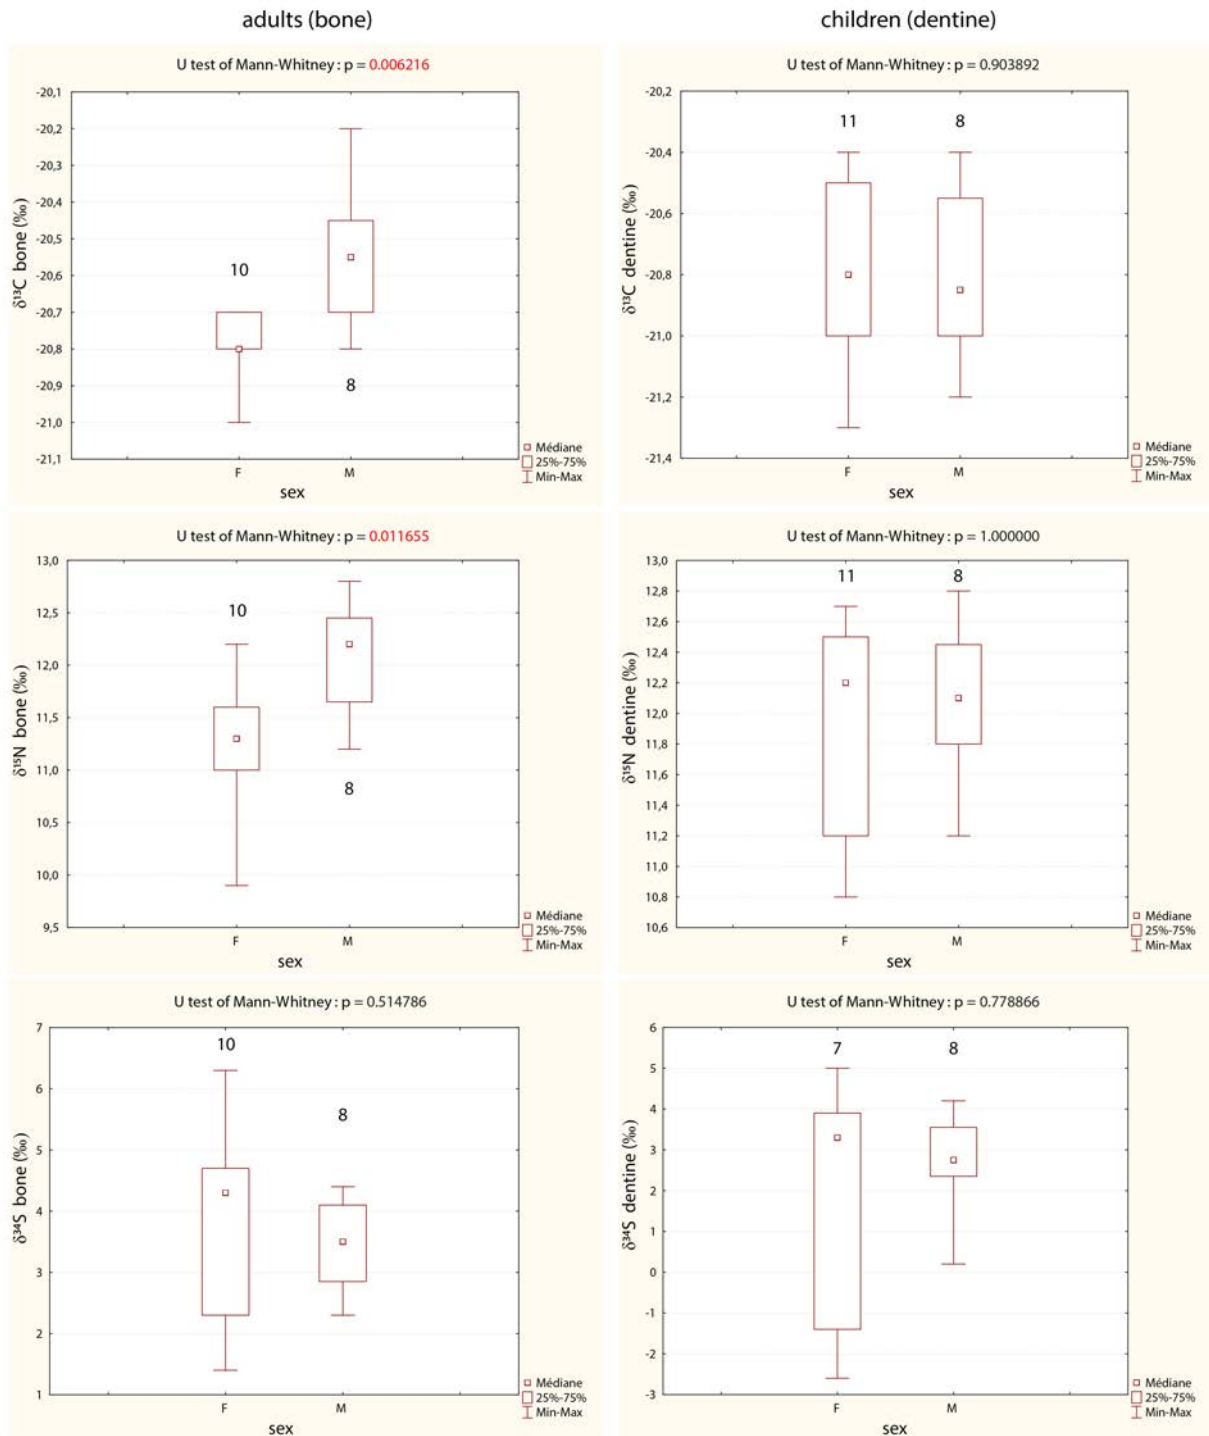 adults (bone)
children (dentine)
U test of Mann-Whitney : p = 0.006216
-20,1
-20,2
-20,3
-20,4
-20,5
-20,6
-20,7
-20,8
-20,9
-21,0
-21,1
δ¹³C bone (‰)
10
8
F
M
sex
Médiane
25%-75%
Min-Max
U test of Mann-Whitney : p = 0.903892
-20,2
-20,4
-20,6
-20,8
-21,0
-21,2
-21,4
δ¹³C dentine (‰)
11
8
F
M
sex
Médiane
25%-75%
Min-Max
U test of Mann-Whitney : p = 0.011655
13,0
12,5
12,0
11,5
11,0
10,5
10,0
9,5
δ¹⁵N bone (‰)
10
8
F
M
sex
Médiane
25%-75%
Min-Max
U test of Mann-Whitney : p = 1.000000
13,0
12,8
12,6
12,4
12,2
12,0
11,8
11,6
11,4
11,2
11,0
10,8
10,6
δ¹⁵N dentine (‰)
11
8
F
M
sex
Médiane
25%-75%
Min-Max
U test of Mann-Whitney : p = 0.514786
7
6
5
4
3
2
1
δ³⁴S bone (‰)
10
8
F
M
sex
Médiane
25%-75%
Min-Max
U test of Mann-Whitney : p = 0.778866
6
5
4
3
2
1
0
-1
-2
-3
δ³⁴S dentine (‰)
7
8
F
M
sex
Médiane
25%-75%
Min-Max